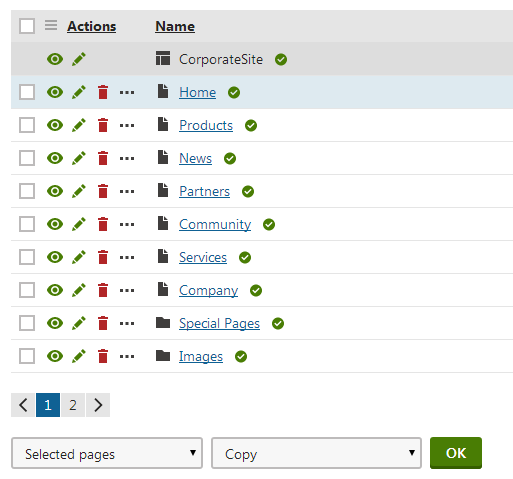 Actions Name
CorporateSite
Home
Products
News
Partners
Community
Services
Company
Special Pages
Images
1 2
Selected pages Copy OK